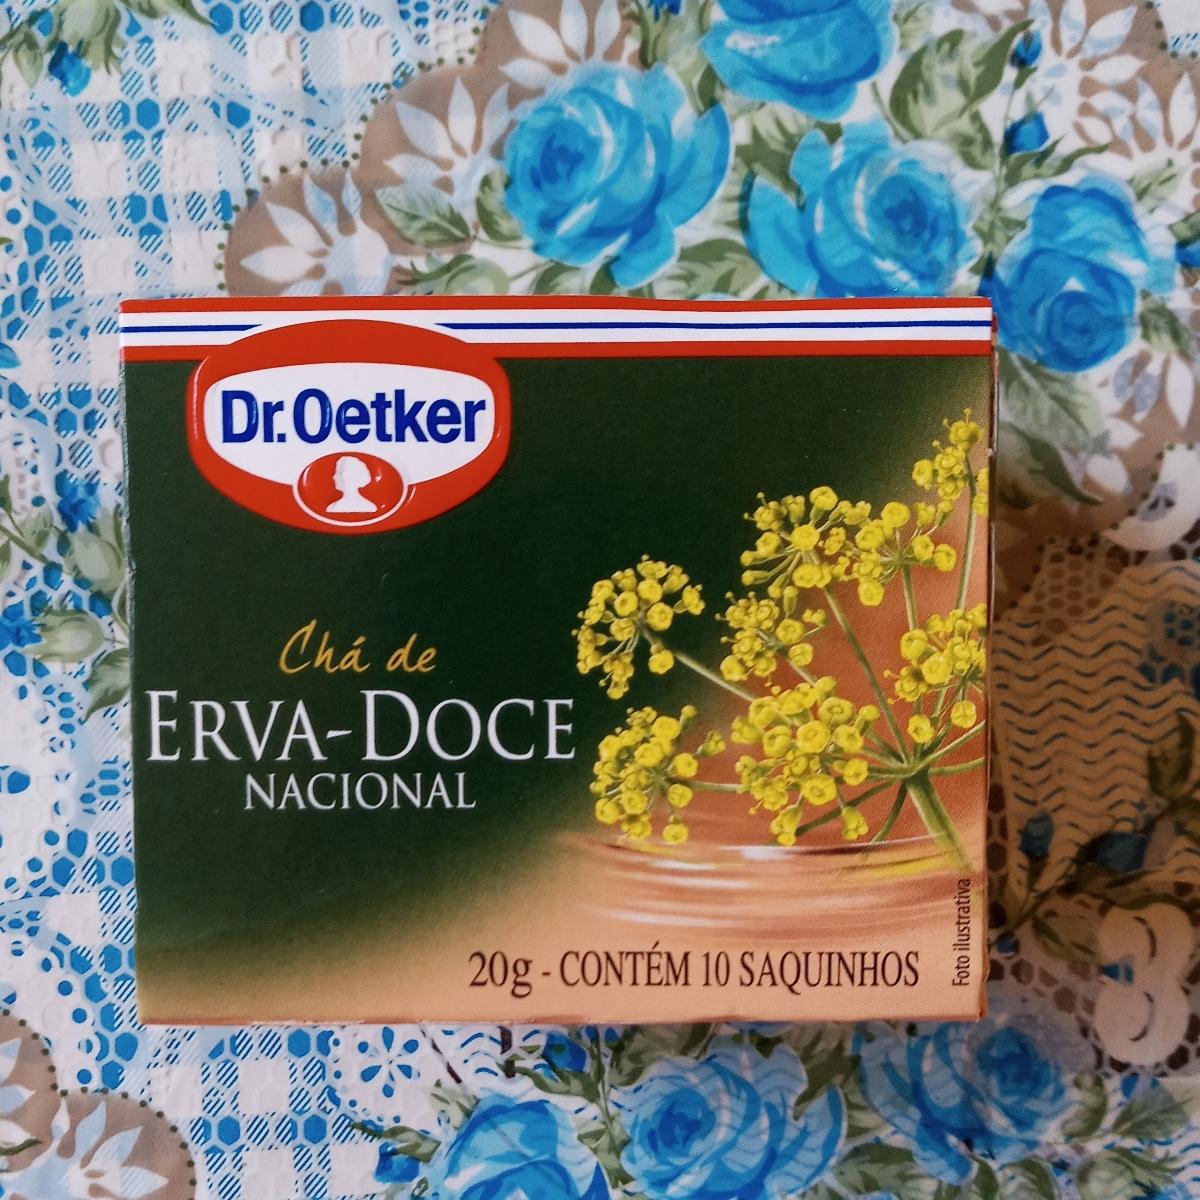 Dr.Oetker
Chá de
ERVA-DOCE
NACIONAL
20g - CONTÉM 10 SAQUINHOS
Foto ilustrativa